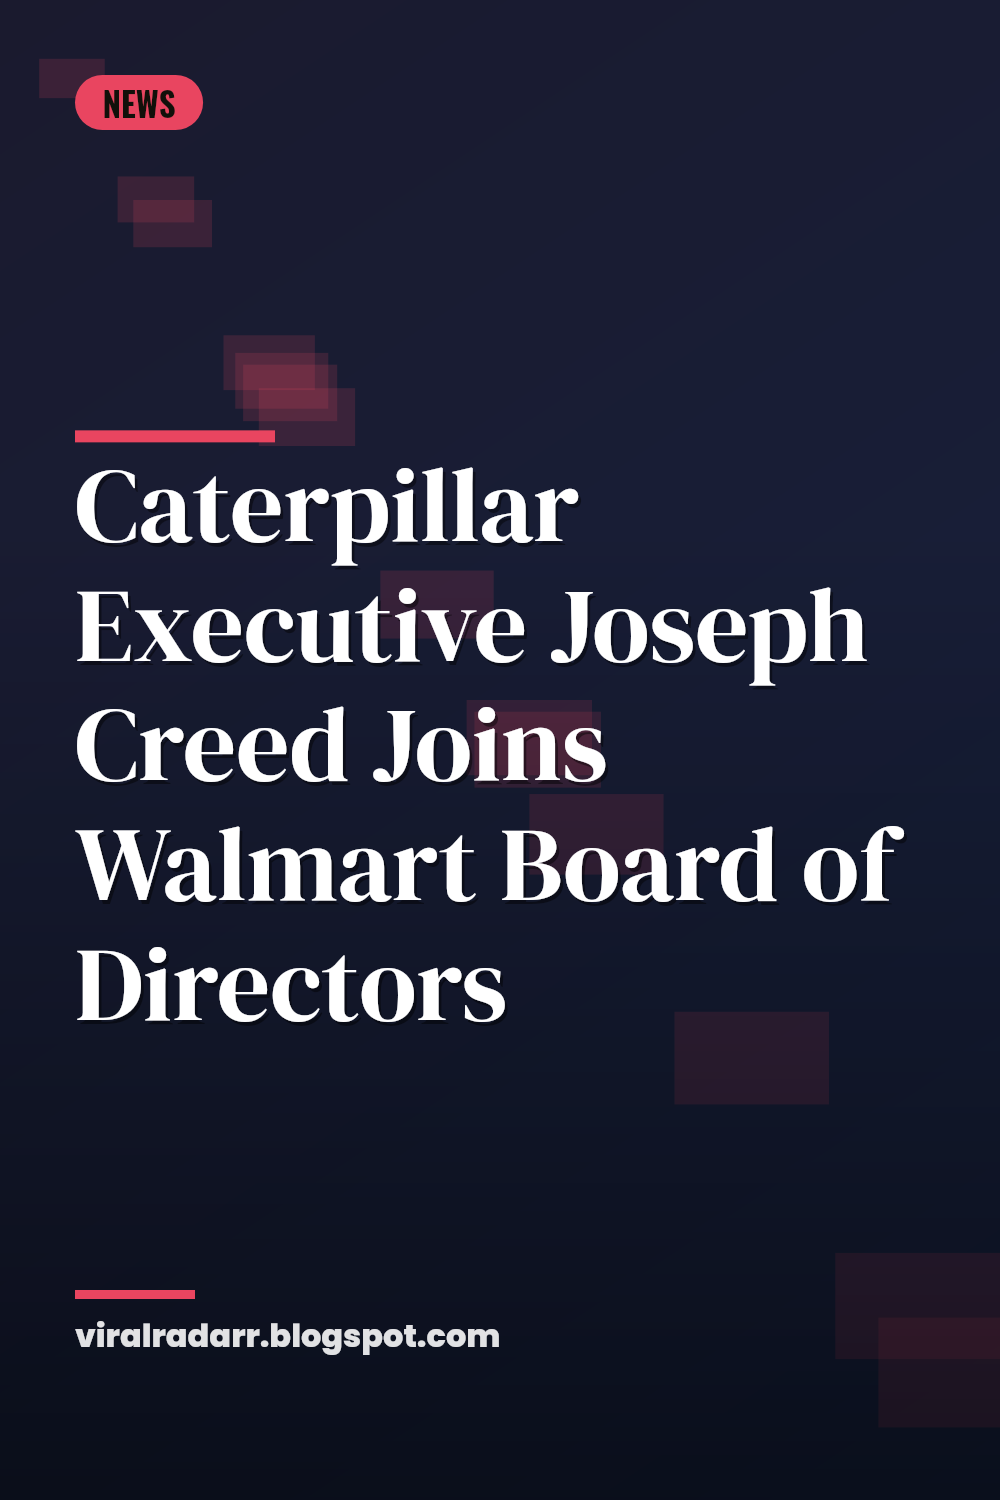 NEWS
Caterpillar
Executive Joseph
Creed Joins
Walmart Board of
Directors
viralradarr.blogspot.com